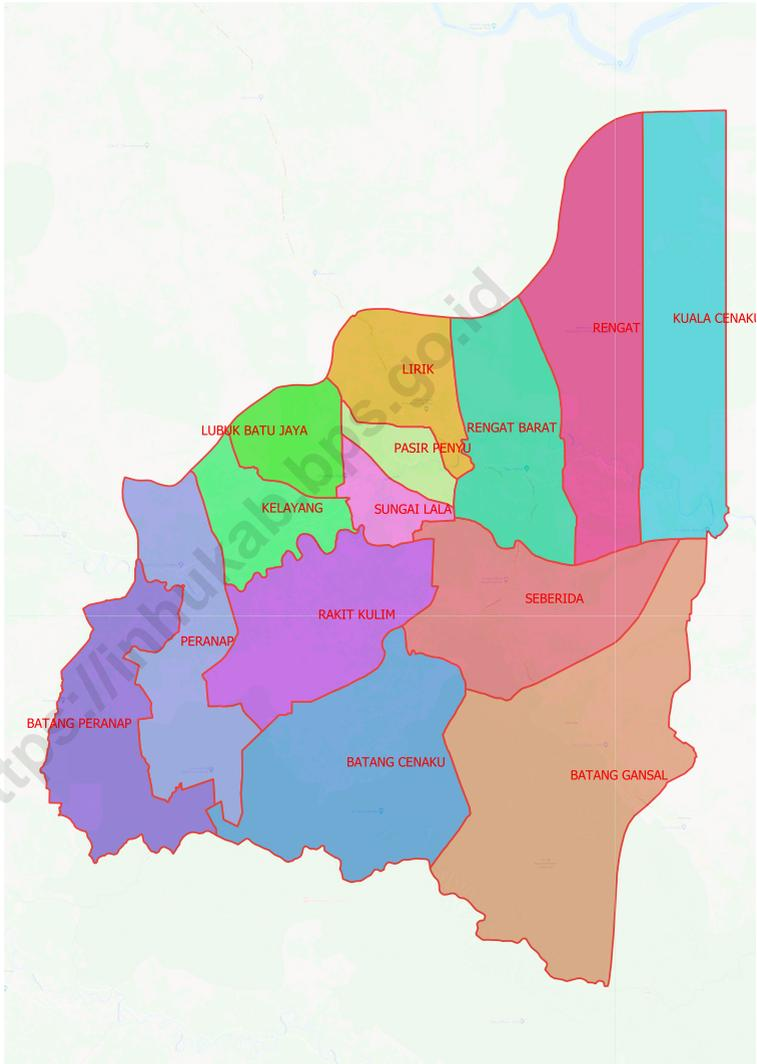 KUALA CENAKU
RENGAT
LIRIK
RENGAT BARAT
LUBUK BATU JAYA
PASIR PENYU
KELAYANG
SUNGAI LALA
SEBERIDA
RAKIT KULIM
PERANAP
BATANG PERANAP
BATANG CENAKU
BATANG GANSAL
ttps://inhukab.bps.go.id